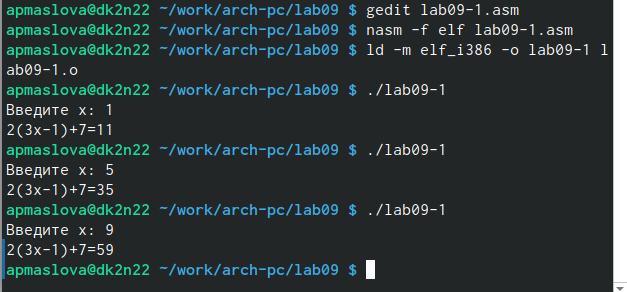 apmaslova@dk2n22 ~/work/arch-pc/lab09 $ gedit lab09-1.asm
apmaslova@dk2n22 ~/work/arch-pc/lab09 $ nasm -f elf lab09-1.asm
apmaslova@dk2n22 ~/work/arch-pc/lab09 $ ld -m elf_i386 -o lab09-1 l
ab09-1.o
apmaslova@dk2n22 ~/work/arch-pc/lab09 $ ./lab09-1
Введите x: 1
2(3x-1)+7=11
apmaslova@dk2n22 ~/work/arch-pc/lab09 $ ./lab09-1
Введите x: 5
2(3x-1)+7=35
apmaslova@dk2n22 ~/work/arch-pc/lab09 $ ./lab09-1
Введите x: 9
2(3x-1)+7=59
apmaslova@dk2n22 ~/work/arch-pc/lab09 $